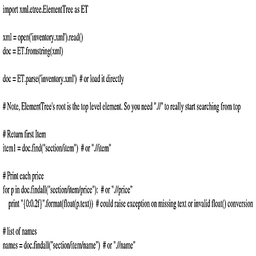 import xml.etree.ElementTree as ET
xml = open('inventory.xml').read()
doc = ET.fromstring(xml)
doc = ET.parse('inventory.xml')  # or load it directly
# Note, ElementTree's root is the top level element. So you need ".//" to really start searching from top
# Return first Item
item1 = doc.find("section/item")  # or ".//item"
# Print each price
for p in doc.findall("section/item/price"):  # or ".//price"
    print "{0:0.2f}".format(float(p.text))  # could raise exception on missing text or invalid float() conversion
# list of names
names = doc.findall("section/item/name")  # or ".//name"